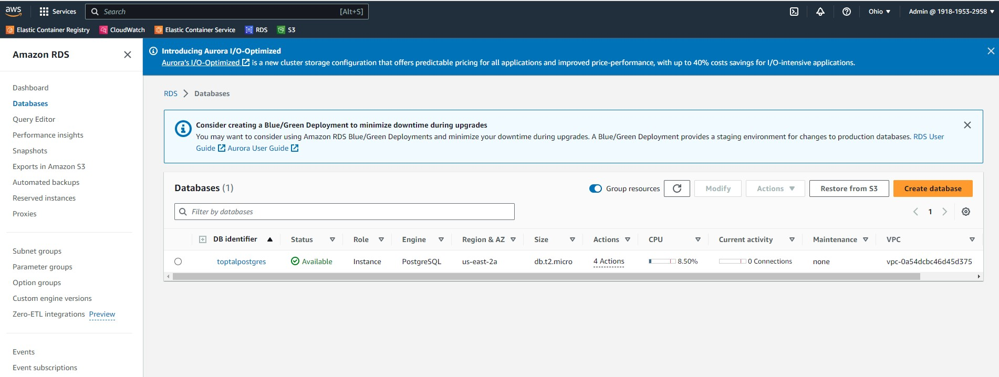 aws
Services
Search
[Alt+S]
Ohio
Admin @ 1918-1953-2958
Elastic Container Registry
CloudWatch
Elastic Container Service
RDS
S3
Amazon RDS
Dashboard
Databases
Query Editor
Performance insights
Snapshots
Exports in Amazon S3
Automated backups
Reserved instances
Proxies
Subnet groups
Parameter groups
Option groups
Custom engine versions
Zero-ETL integrations Preview
Events
Event subscriptions
Introducing Aurora I/O-Optimized
Aurora's I/O-Optimized is a new cluster storage configuration that offers predictable pricing for all applications and improved price-performance, with up to 40% costs savings for I/O-intensive applications.
RDS > Databases
Consider creating a Blue/Green Deployment to minimize downtime during upgrades
You may want to consider using Amazon RDS Blue/Green Deployments and minimize your downtime during upgrades. A Blue/Green Deployment provides a staging environment for changes to production databases. RDS User
Guide Aurora User Guide
Databases (1)
Group resources
Modify
Actions
Restore from S3
Create database
Filter by databases
1
DB identifier Status Role Engine Region & AZ Size Actions CPU Current activity Maintenance VPC
toptalpostgres Available Instance PostgreSQL us-east-2a db.t2.micro 4 Actions 8.50% 0 Connections none vpc-0a54dcbc46d45d375